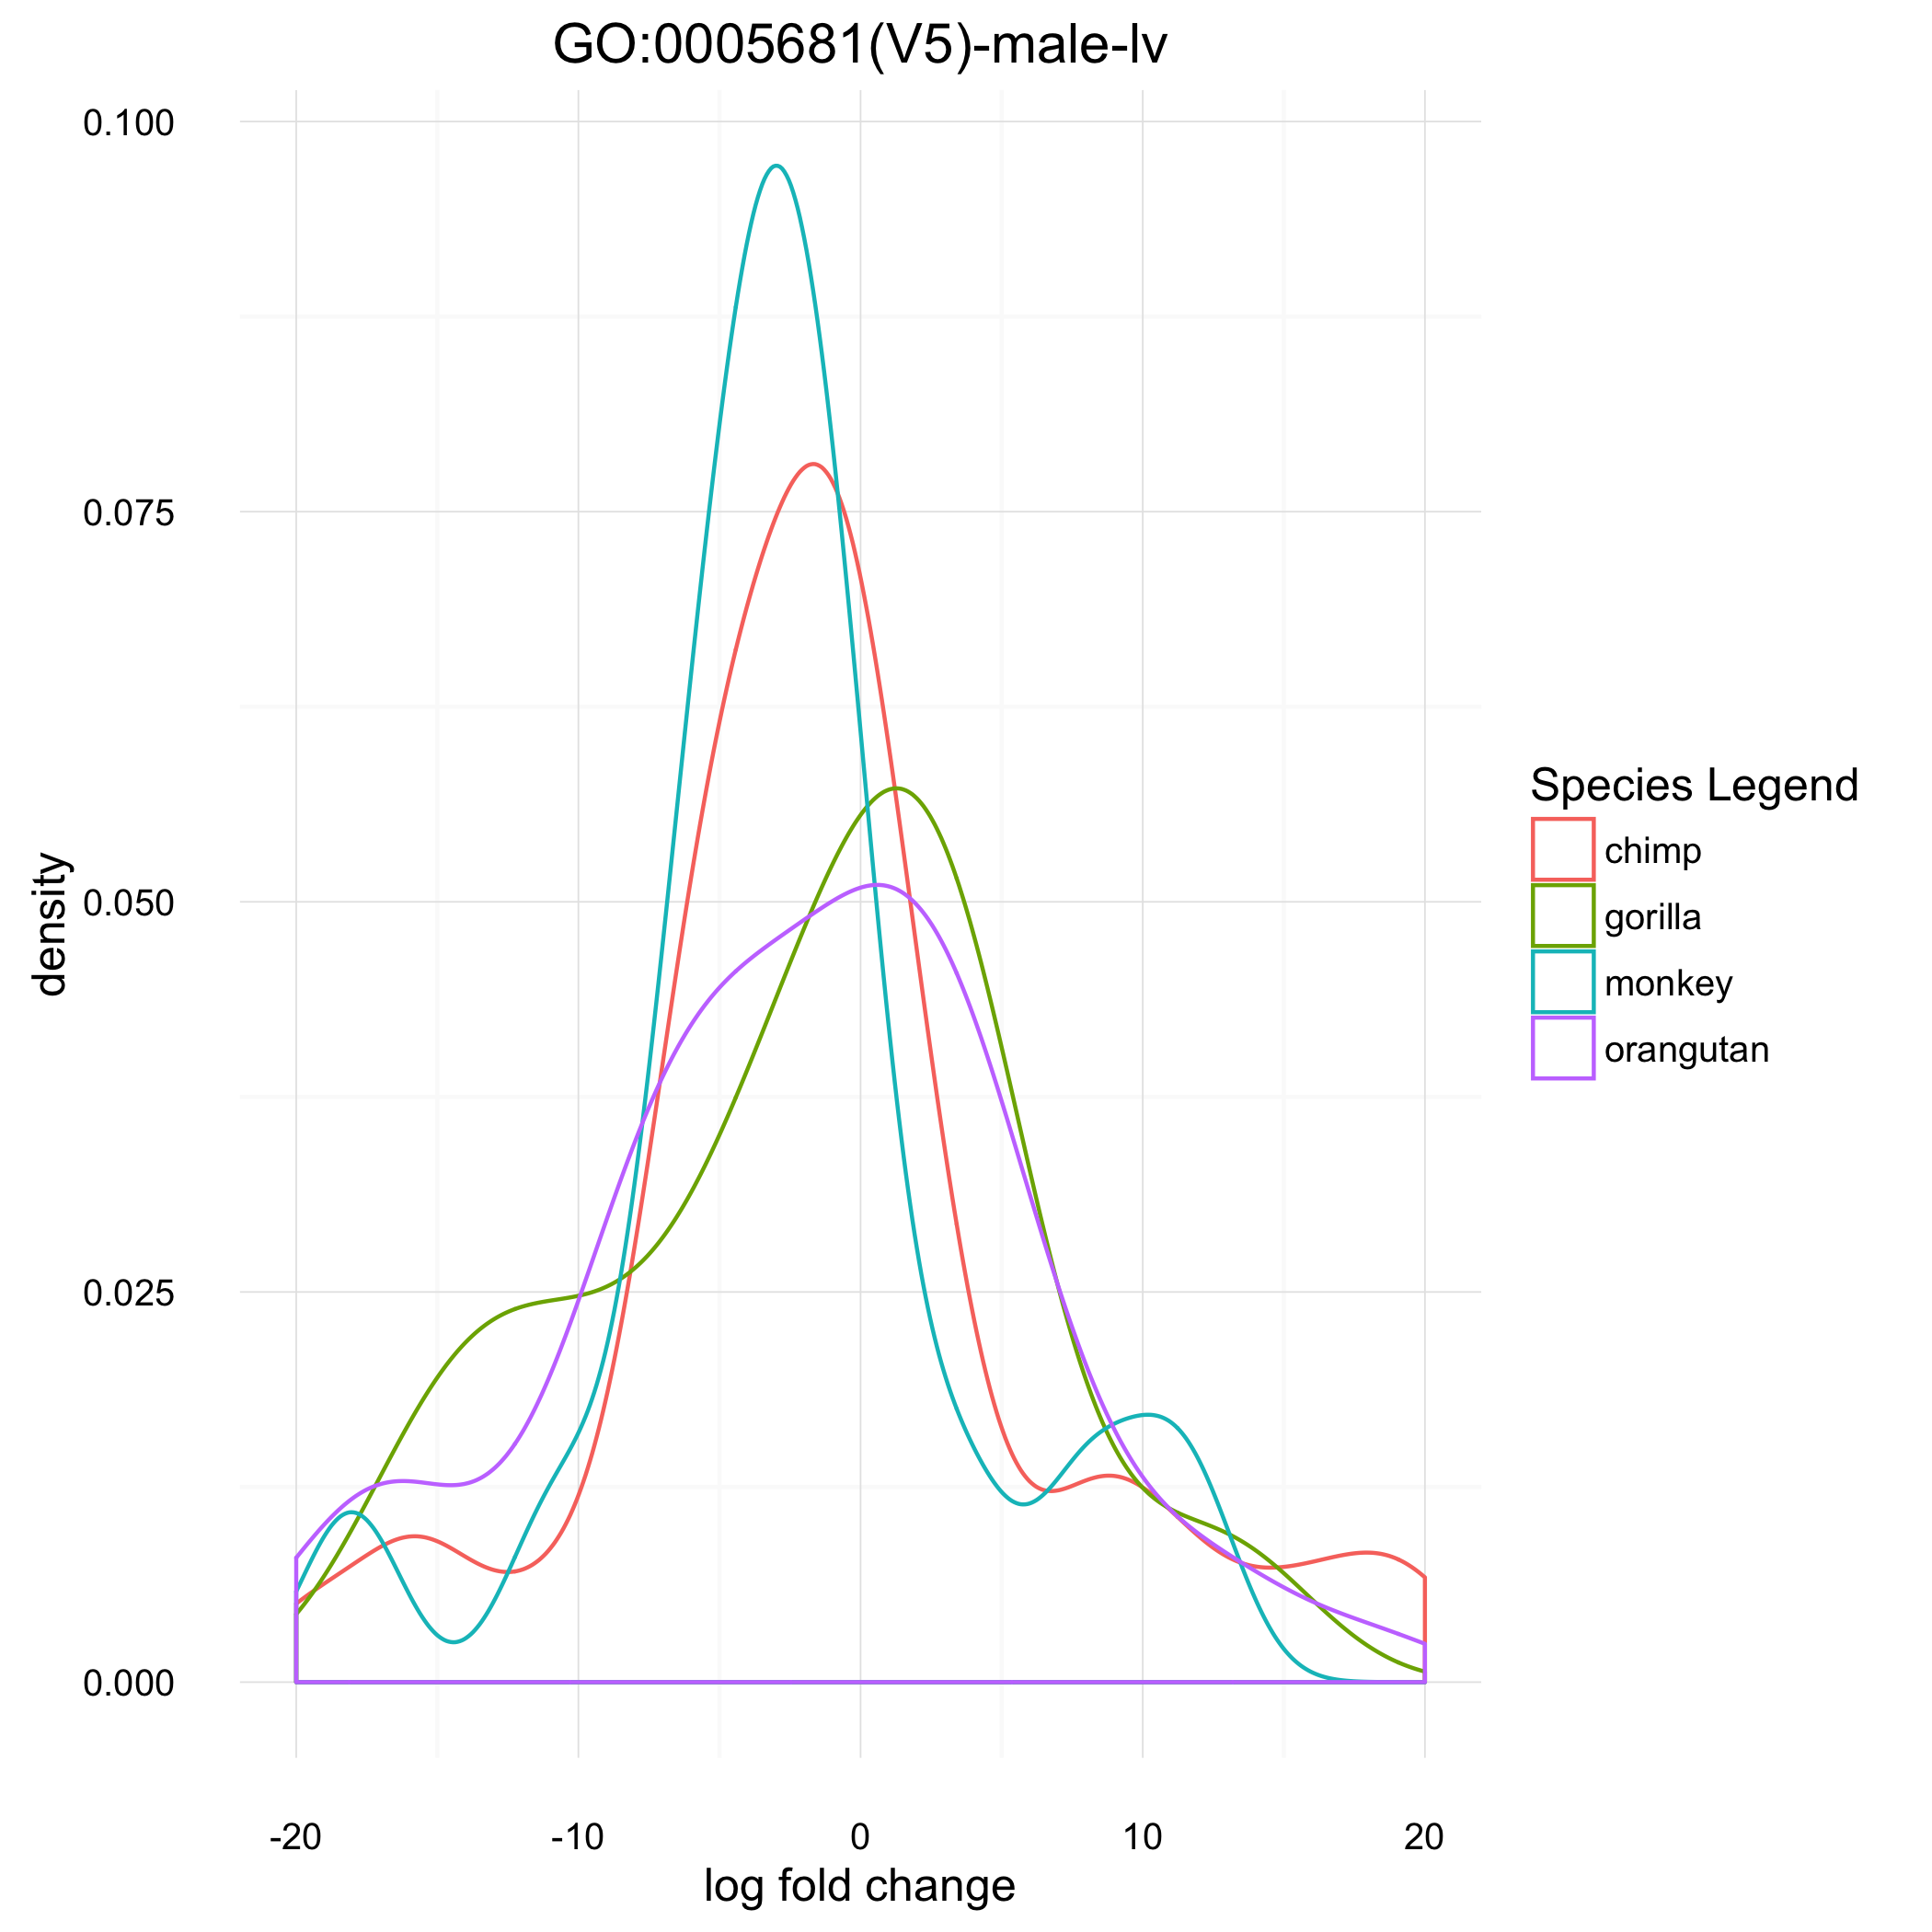 GO:0005681(V5)-male-lv
0.100
0.075
0.050
0.025
0.000
density
-20 -10 0 10 20
log fold change
Species Legend
chimp
gorilla
monkey
orangutan